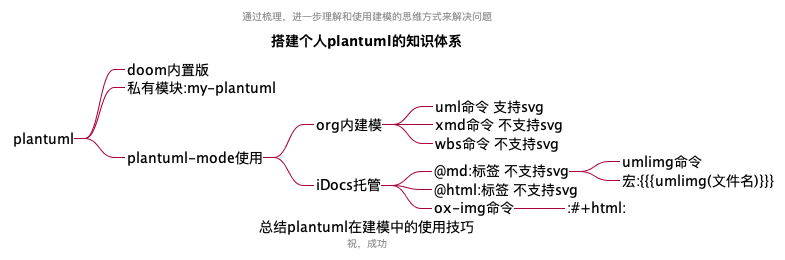 通过梳理，进一步理解和使用建模的思维方式来解决问题
搭建个人plantuml的知识体系
plantuml
doom内置版
私有模块:my-plantuml
plantuml-mode使用
org内建模
uml命令 支持svg
xmd命令 不支持svg
wbs命令 不支持svg
iDocs托管
@md:标签 不支持svg
umlimg命令
宏:{{{umlimg(文件名)}}}
@html:标签 不支持svg
ox-img命令
:#+html:
总结plantuml在建模中的使用技巧
祝，成功